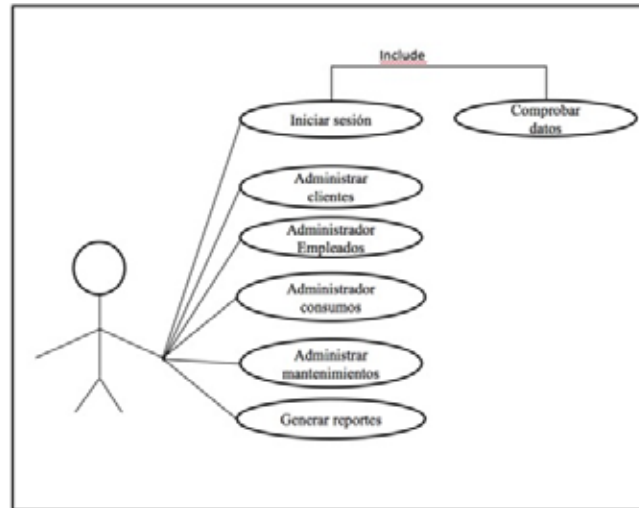 Include
Iniciar sesión
Comprobar
datos
Administrar
clientes
Administrador
Empleados
Administrador
consumos
Administrar
mantenimientos
Generar reportes